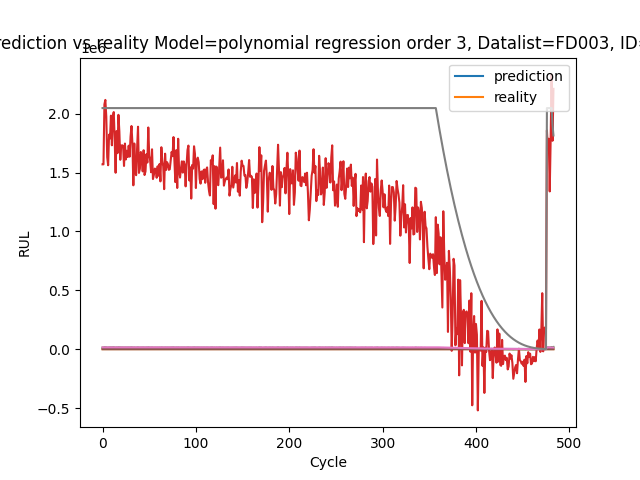 rediction vs reality Model=polynomial regression order 3, Datalist=FD003, ID=
1e6
prediction
reality
2.0
1.5
1.0
0.5
0.0
−0.5
RUL
0 100 200 300 400 500
Cycle